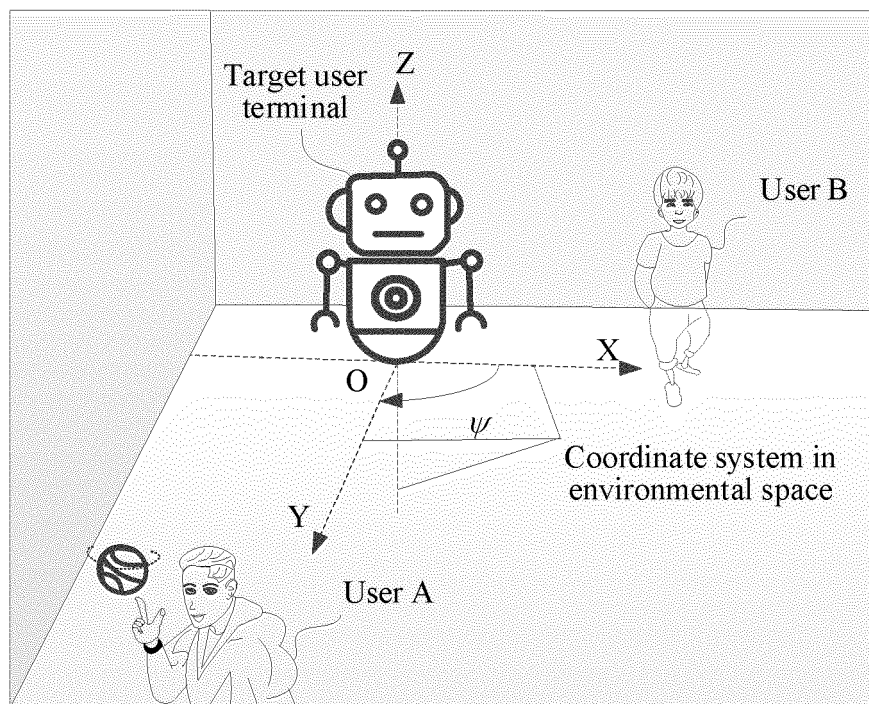 Target user
terminal
Z
User B
X
O
ψ
Coordinate system in
environmental space
Y
User A